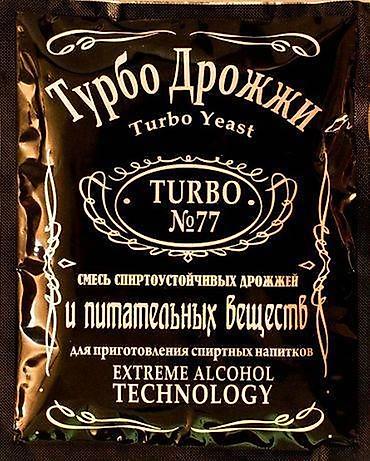 Турбо Дрожжи
Turbo Yeast
TURBO
№77
СМЕСЬ СПИРТОУСТОЙЧИВЫХ ДРОЖЖЕЙ
и питательных веществ
для приготовления спиртных напитков
EXTREME ALCOHOL
TECHNOLOGY